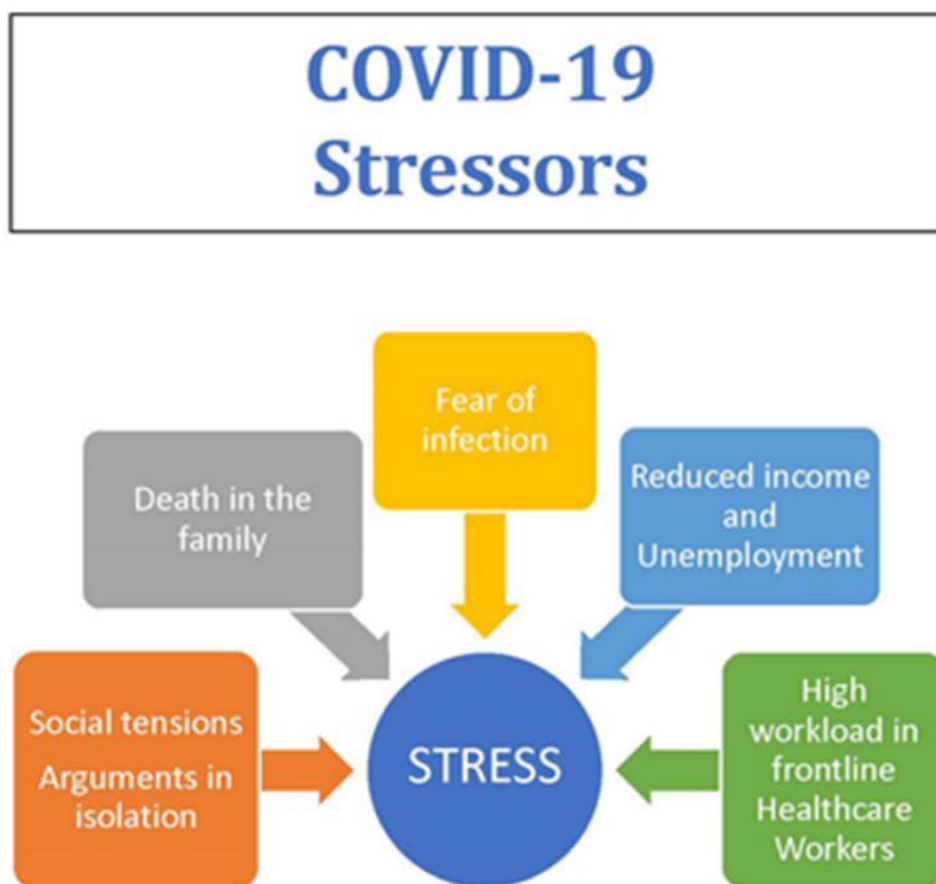 COVID-19
Stressors
Fear of
infection
Death in the
family
Reduced income
and
Unemployment
Social tensions
Arguments in
isolation
STRESS
High
workload in
frontline
Healthcare
Workers